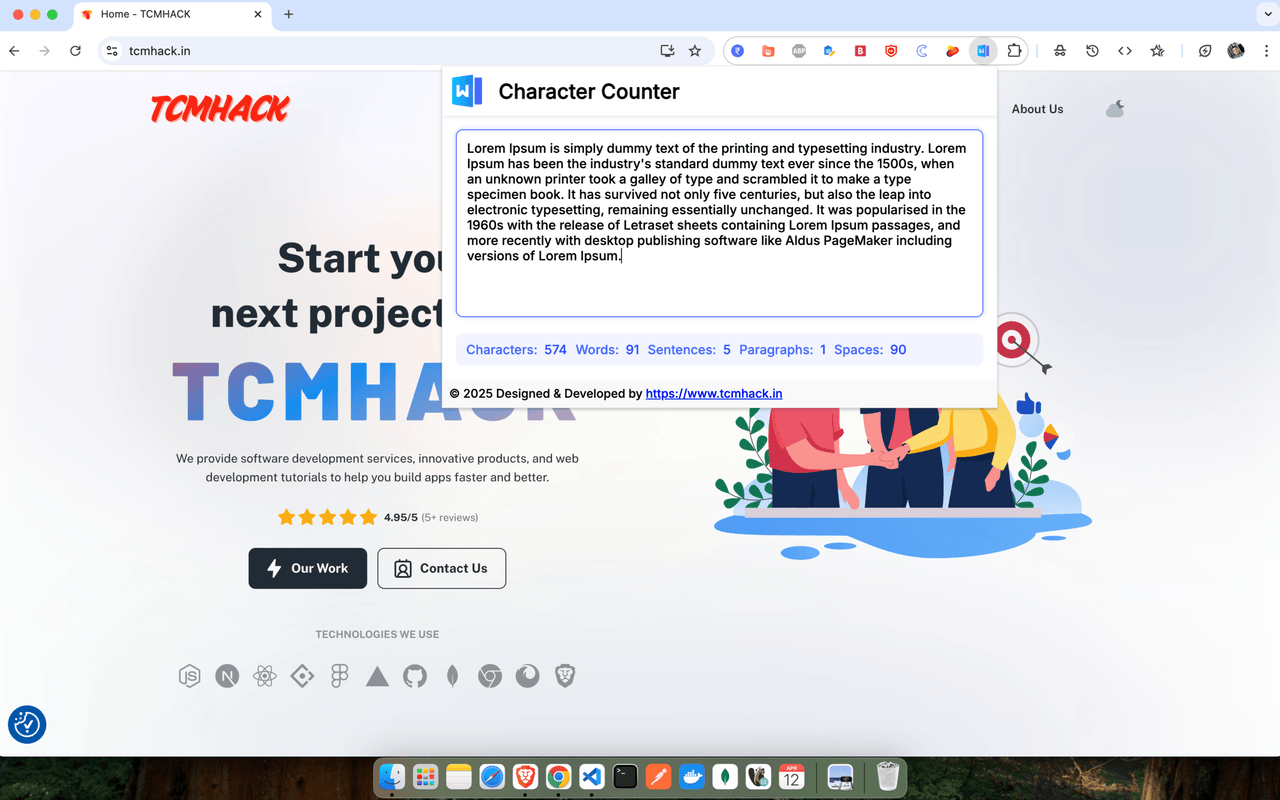 Home - TCMHACK
tcmhack.in
ABP
B
TCMHACK
About Us
W
Character Counter
Lorem Ipsum is simply dummy text of the printing and typesetting industry. Lorem
Ipsum has been the industry's standard dummy text ever since the 1500s, when
an unknown printer took a galley of type and scrambled it to make a type
specimen book. It has survived not only five centuries, but also the leap into
electronic typesetting, remaining essentially unchanged. It was popularised in the
1960s with the release of Letraset sheets containing Lorem Ipsum passages, and
more recently with desktop publishing software like Aldus PageMaker including
versions of Lorem Ipsum.
Characters: 574 Words: 91 Sentences: 5 Paragraphs: 1 Spaces: 90
© 2025 Designed & Developed by https://www.tcmhack.in
Start you
next project
TCMHACK
We provide software development services, innovative products, and web
development tutorials to help you build apps faster and better.
4.95/5 (5+ reviews)
Our Work
Contact Us
TECHNOLOGIES WE USE
JS
N
APR
12